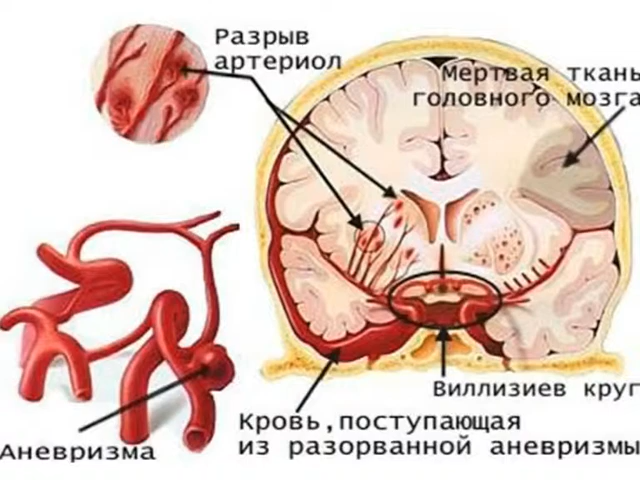 Разрыв
артериол
Мертвая ткань
головного мозга
Виллизиев круг
Кровь,поступающая
из разорванной аневризмы
Аневризма